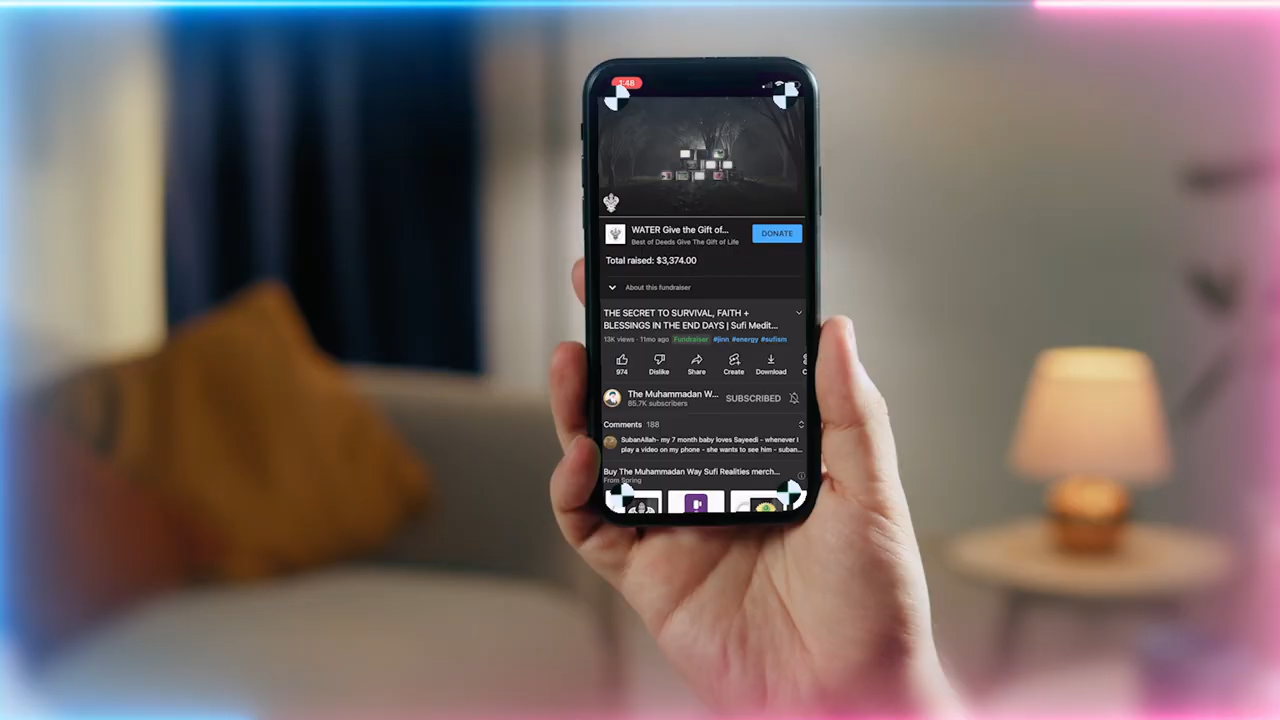 1:48
WATER Give the Gift of...
Best of Deeds Give The Gift of Life
DONATE
Total raised: $3,374.00
About this fundraiser
THE SECRET TO SURVIVAL, FAITH +
BLESSINGS IN THE END DAYS | Sufi Medit...
13K views · 11mo ago Fundraiser #jinn #energy #sufism
974 Dislike Share Create Download C
The Muhammadan W... SUBSCRIBED
85.7K subscribers
Comments 188
SubanAllah- my 7 month baby loves Sayeedi - whenever I
play a video on my phone - she wants to see him - suban...
Buy The Muhammadan Way Sufi Realities merch...
From Spring